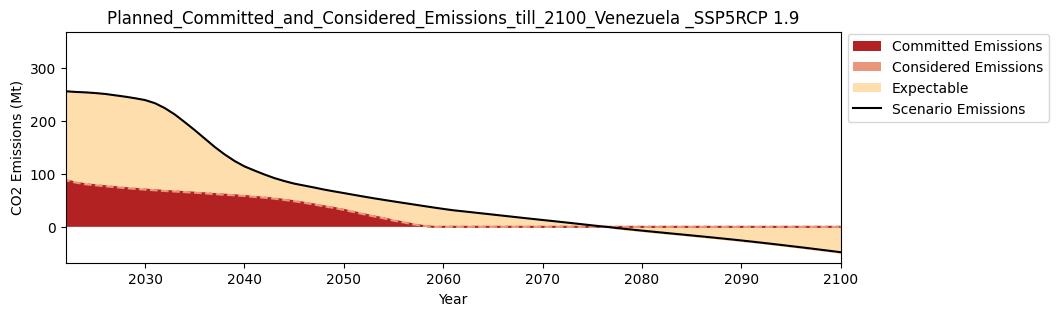 Planned_Committed_and_Considered_Emissions_till_2100_Venezuela _SSP5RCP 1.9
Committed Emissions
Considered Emissions
Expectable
Scenario Emissions
CO2 Emissions (Mt)
300
200
100
0
2030 2040 2050 2060 2070 2080 2090 2100
Year